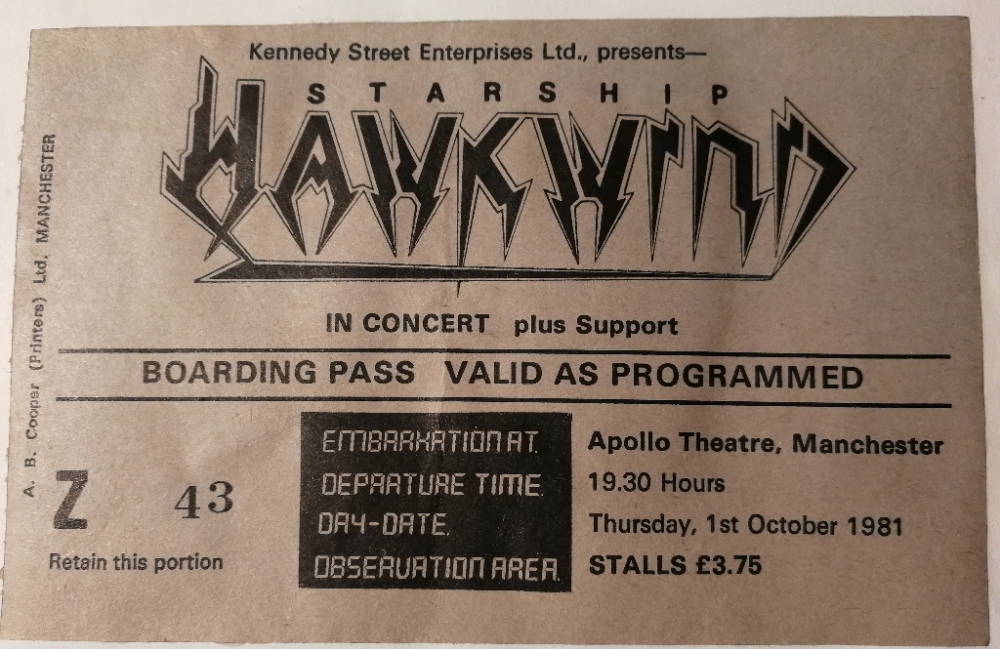 Kennedy Street Enterprises Ltd., presents—
STARSHIP
HAWKWIND
IN CONCERT plus Support
BOARDING PASS VALID AS PROGRAMMED
EMBARKATION AT. Apollo Theatre, Manchester
DEPARTURE TIME. 19.30 Hours
DAY-DATE. Thursday, 1st October 1981
OBSERVATION AREA. STALLS £3.75
Z 43
Retain this portion
A. B. Cooper (Printers) Ltd. MANCHESTER